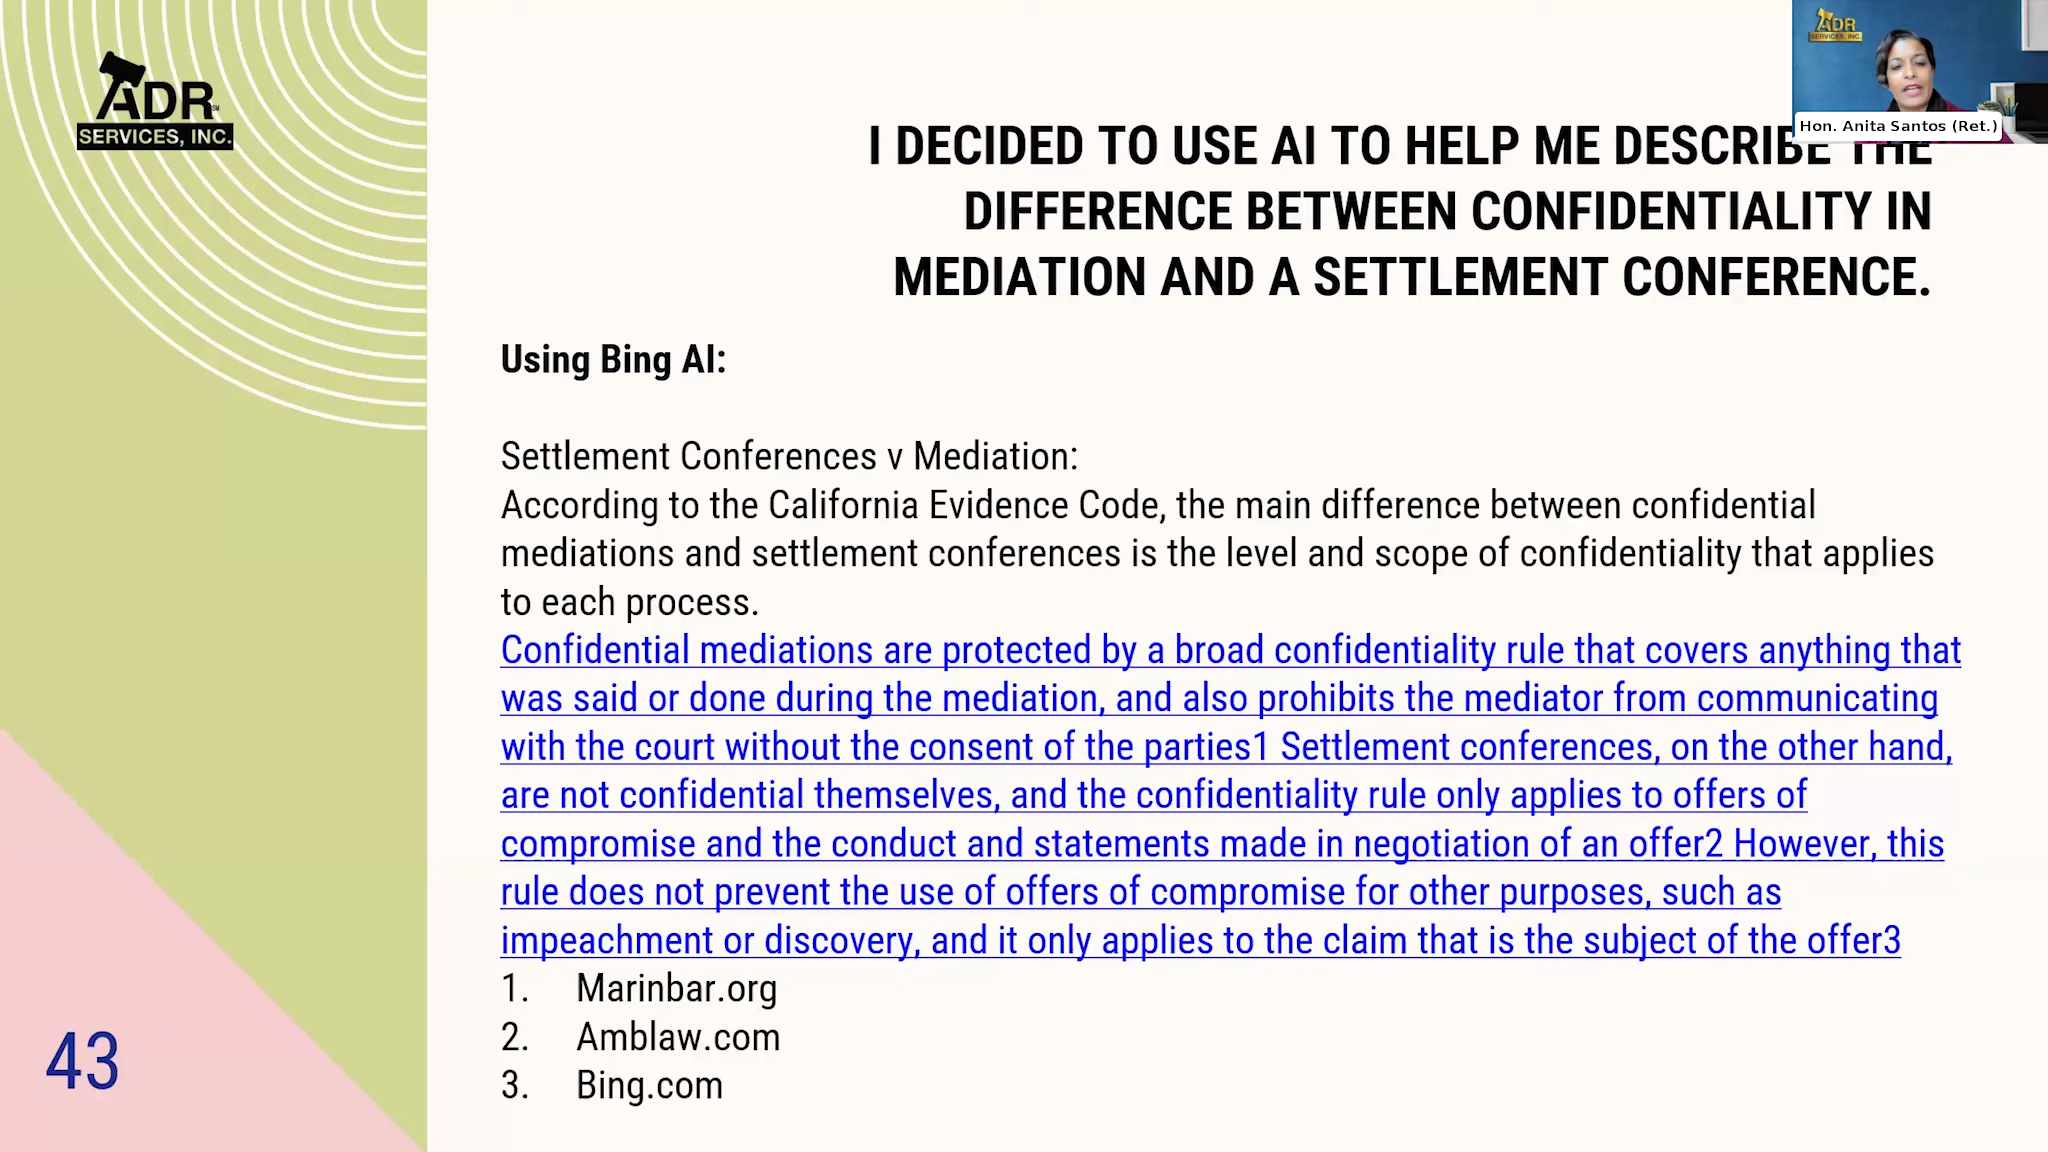 ADR
SERVICES, INC.
ADR
SERVICES, INC.
Hon. Anita Santos (Ret.)
I DECIDED TO USE AI TO HELP ME DESCRIBE THE
DIFFERENCE BETWEEN CONFIDENTIALITY IN
MEDIATION AND A SETTLEMENT CONFERENCE.
Using Bing AI:
Settlement Conferences v Mediation:
According to the California Evidence Code, the main difference between confidential
mediations and settlement conferences is the level and scope of confidentiality that applies
to each process.
Confidential mediations are protected by a broad confidentiality rule that covers anything that
was said or done during the mediation, and also prohibits the mediator from communicating
with the court without the consent of the parties1 Settlement conferences, on the other hand,
are not confidential themselves, and the confidentiality rule only applies to offers of
compromise and the conduct and statements made in negotiation of an offer2 However, this
rule does not prevent the use of offers of compromise for other purposes, such as
impeachment or discovery, and it only applies to the claim that is the subject of the offer3
1. Marinbar.org
2. Amblaw.com
3. Bing.com
43